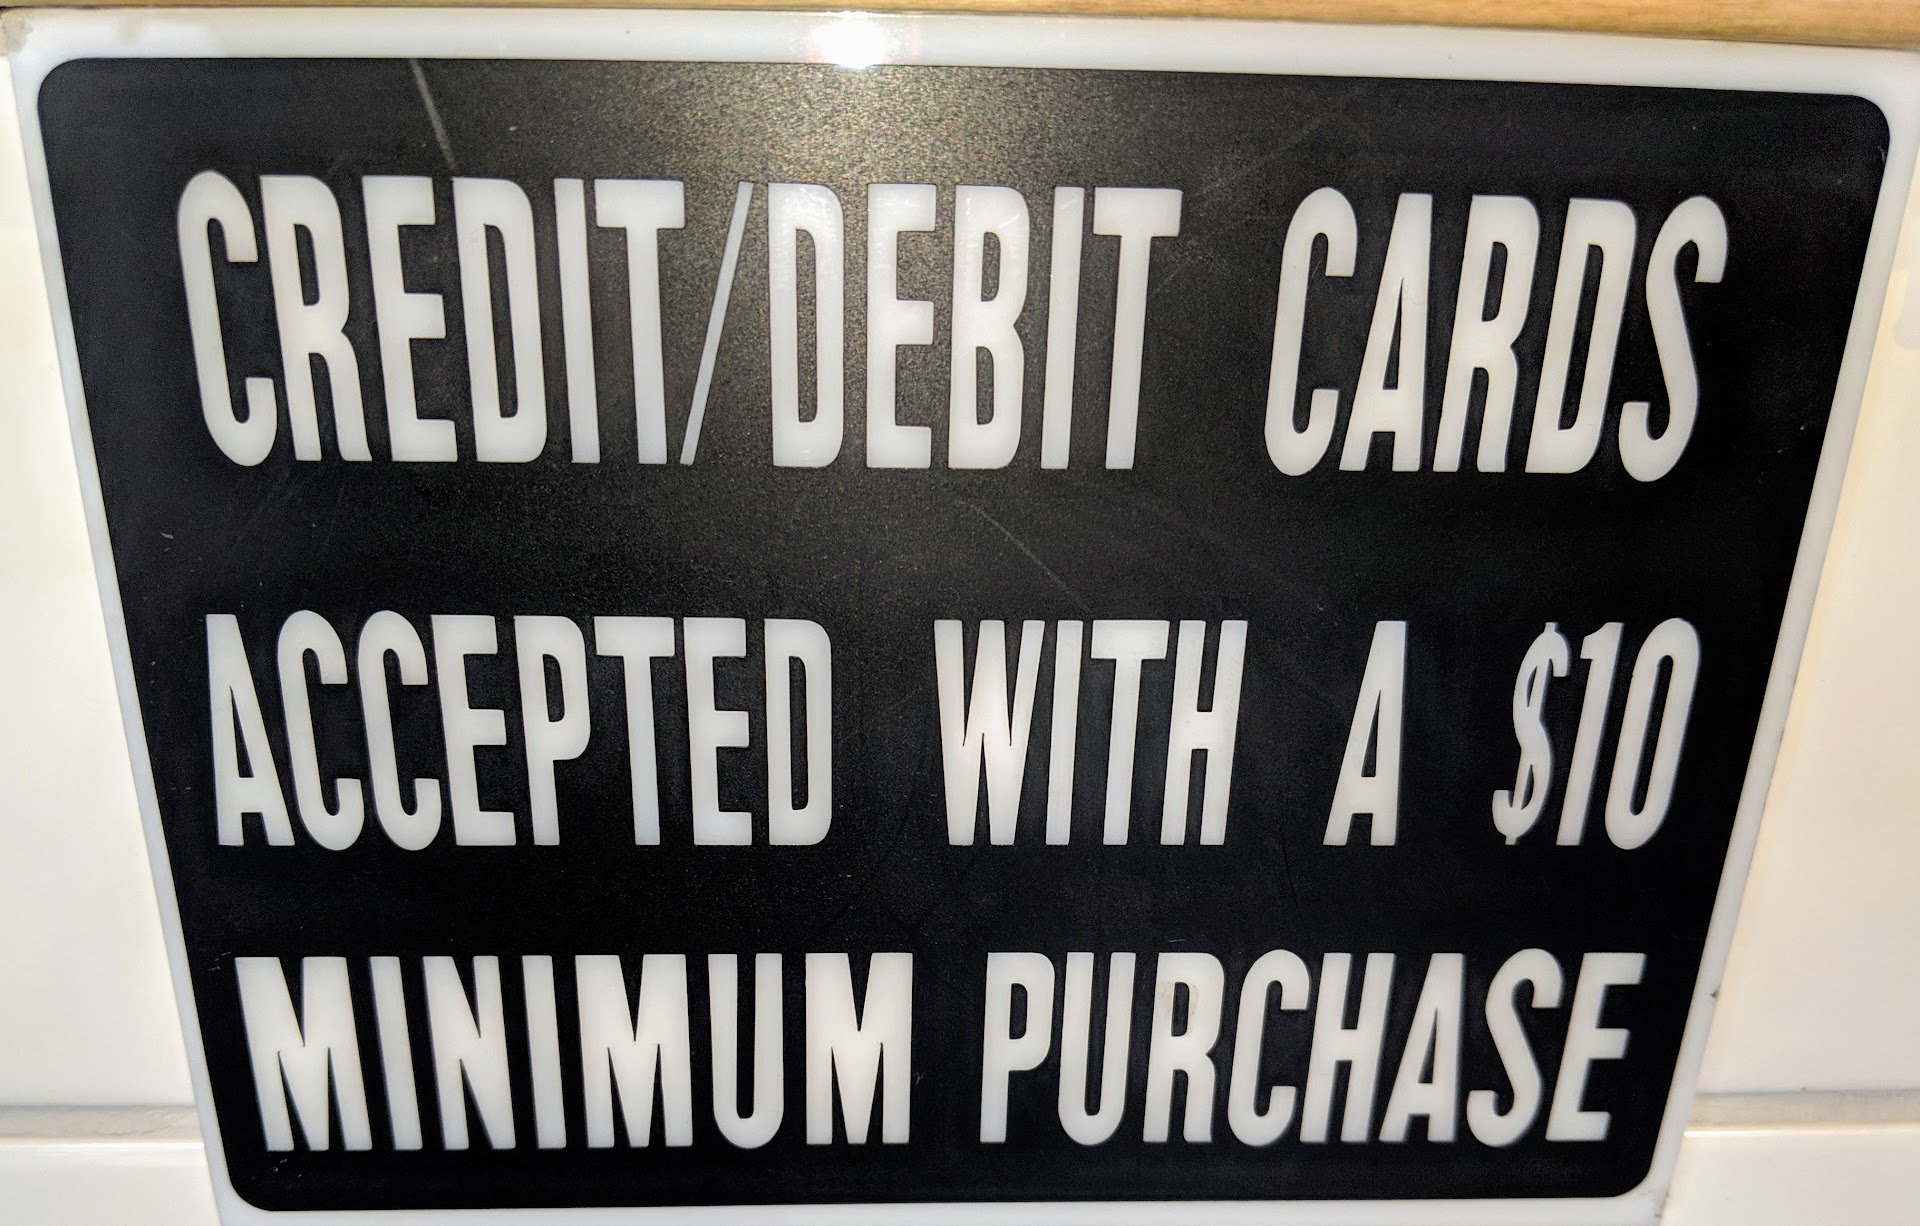 CREDIT/DEBIT CARDS
ACCEPTED WITH A $10
MINIMUM PURCHASE